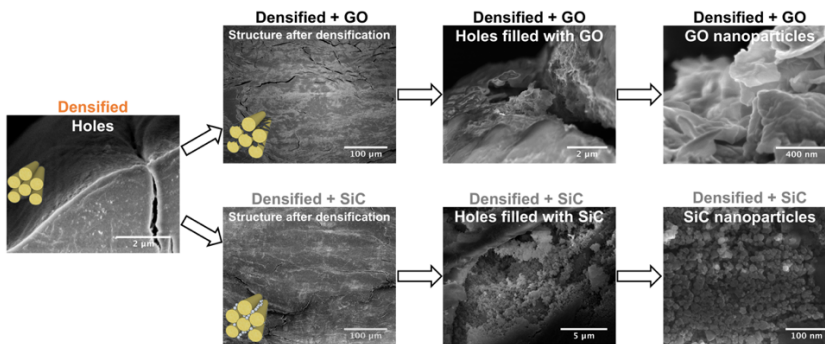 Densified
Holes
2 μm
Densified + GO
Structure after densification
100 μm
Densified + GO
Holes filled with GO
2 μm
Densified + GO
GO nanoparticles
400 nm
Densified + SiC
Structure after densification
100 μm
Densified + SiC
Holes filled with SiC
5 μm
Densified + SiC
SiC nanoparticles
100 nm